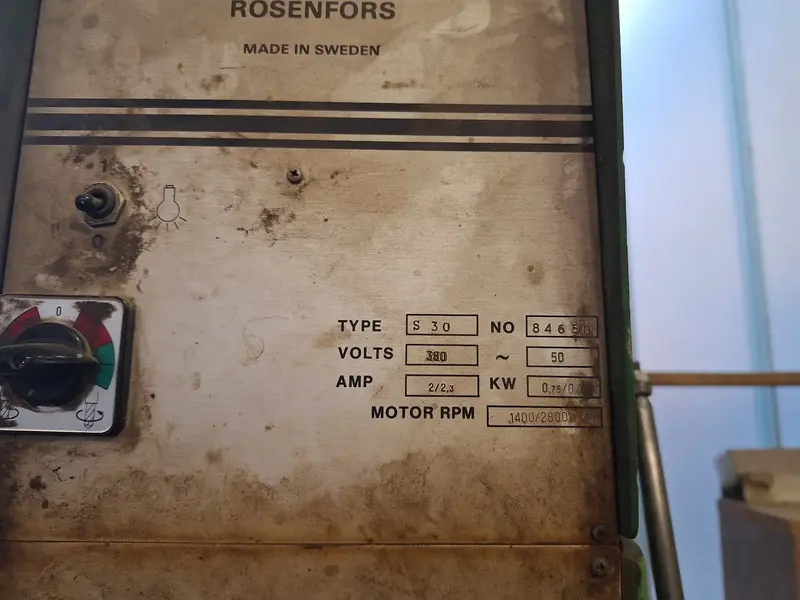 ROSENFORS
MADE IN SWEDEN
1
0
0
TYPE S 30 NO 84650
VOLTS 380 ~ 50
AMP 2/2,3 KW
MOTOR RPM 1400/2800